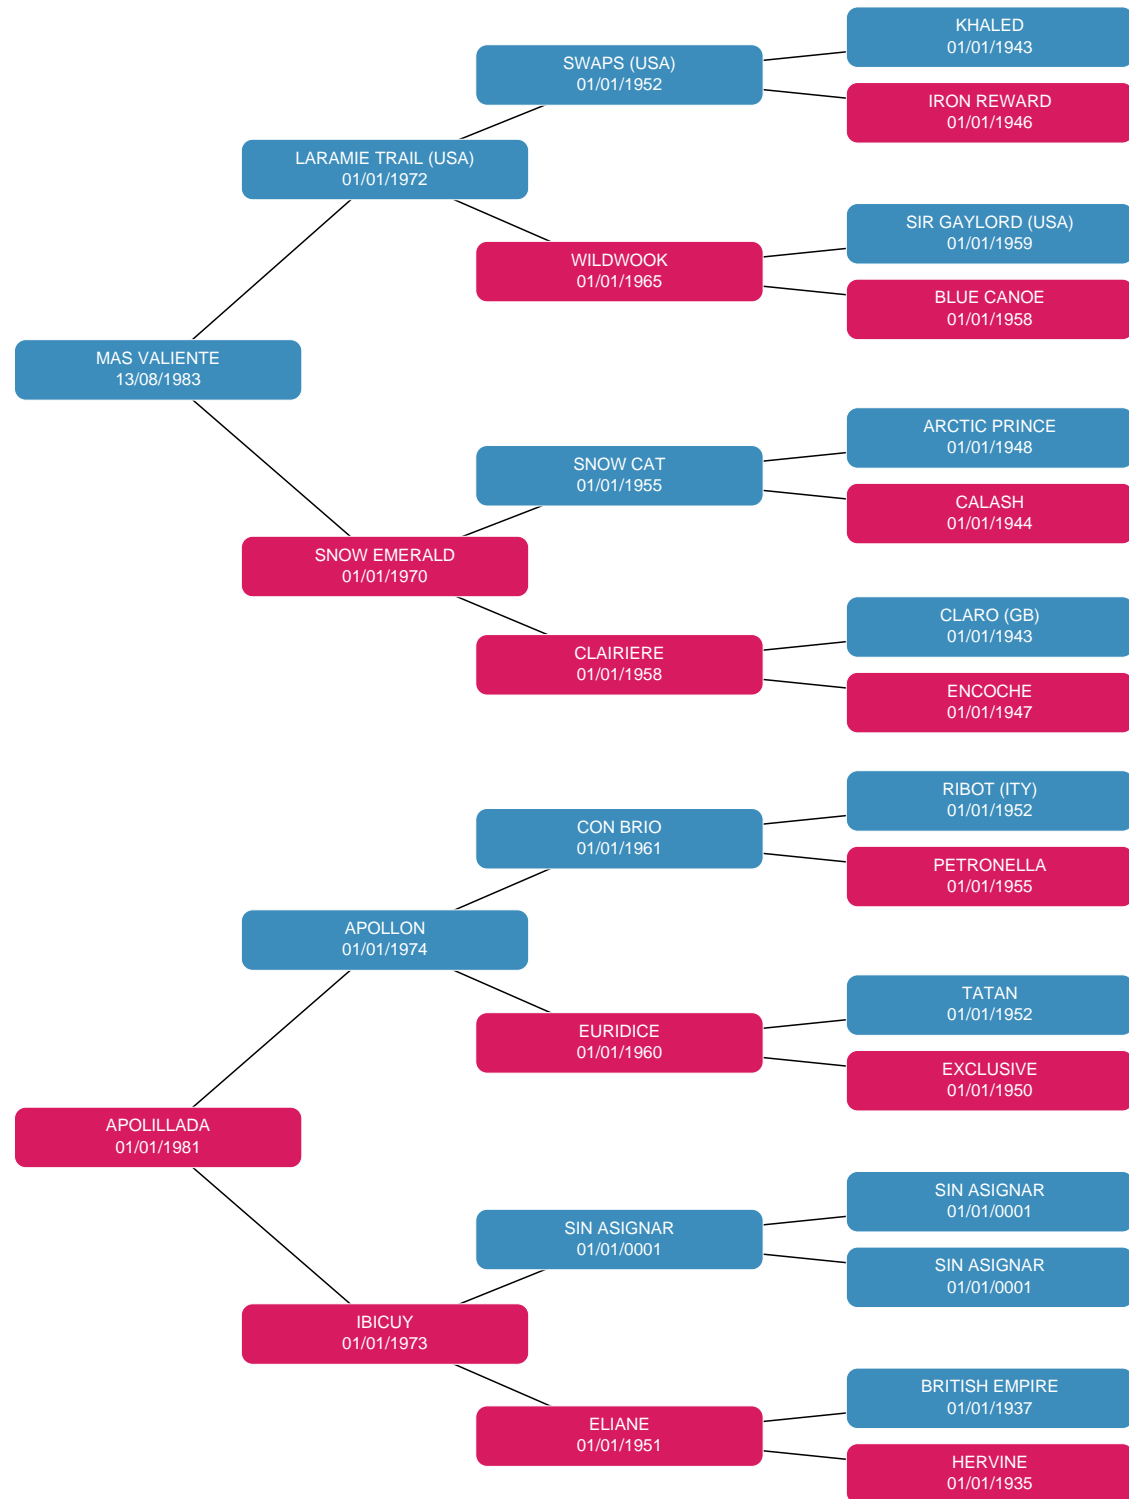 KHALED
01/01/1943
SWAPS (USA)
01/01/1952
IRON REWARD
01/01/1946
LARAMIE TRAIL (USA)
01/01/1972
SIR GAYLORD (USA)
01/01/1959
WILDWOOK
01/01/1965
BLUE CANOE
01/01/1958
MAS VALIENTE
13/08/1983
ARCTIC PRINCE
01/01/1948
SNOW CAT
01/01/1955
CALASH
01/01/1944
SNOW EMERALD
01/01/1970
CLARO (GB)
01/01/1943
CLAIRIERE
01/01/1958
ENCOCHE
01/01/1947
RIBOT (ITY)
01/01/1952
CON BRIO
01/01/1961
PETRONELLA
01/01/1955
APOLLON
01/01/1974
TATAN
01/01/1952
EURIDICE
01/01/1960
EXCLUSIVE
01/01/1950
APOLILLADA
01/01/1981
SIN ASIGNAR
01/01/0001
SIN ASIGNAR
01/01/0001
SIN ASIGNAR
01/01/0001
IBICUY
01/01/1973
BRITISH EMPIRE
01/01/1937
ELIANE
01/01/1951
HERVINE
01/01/1935